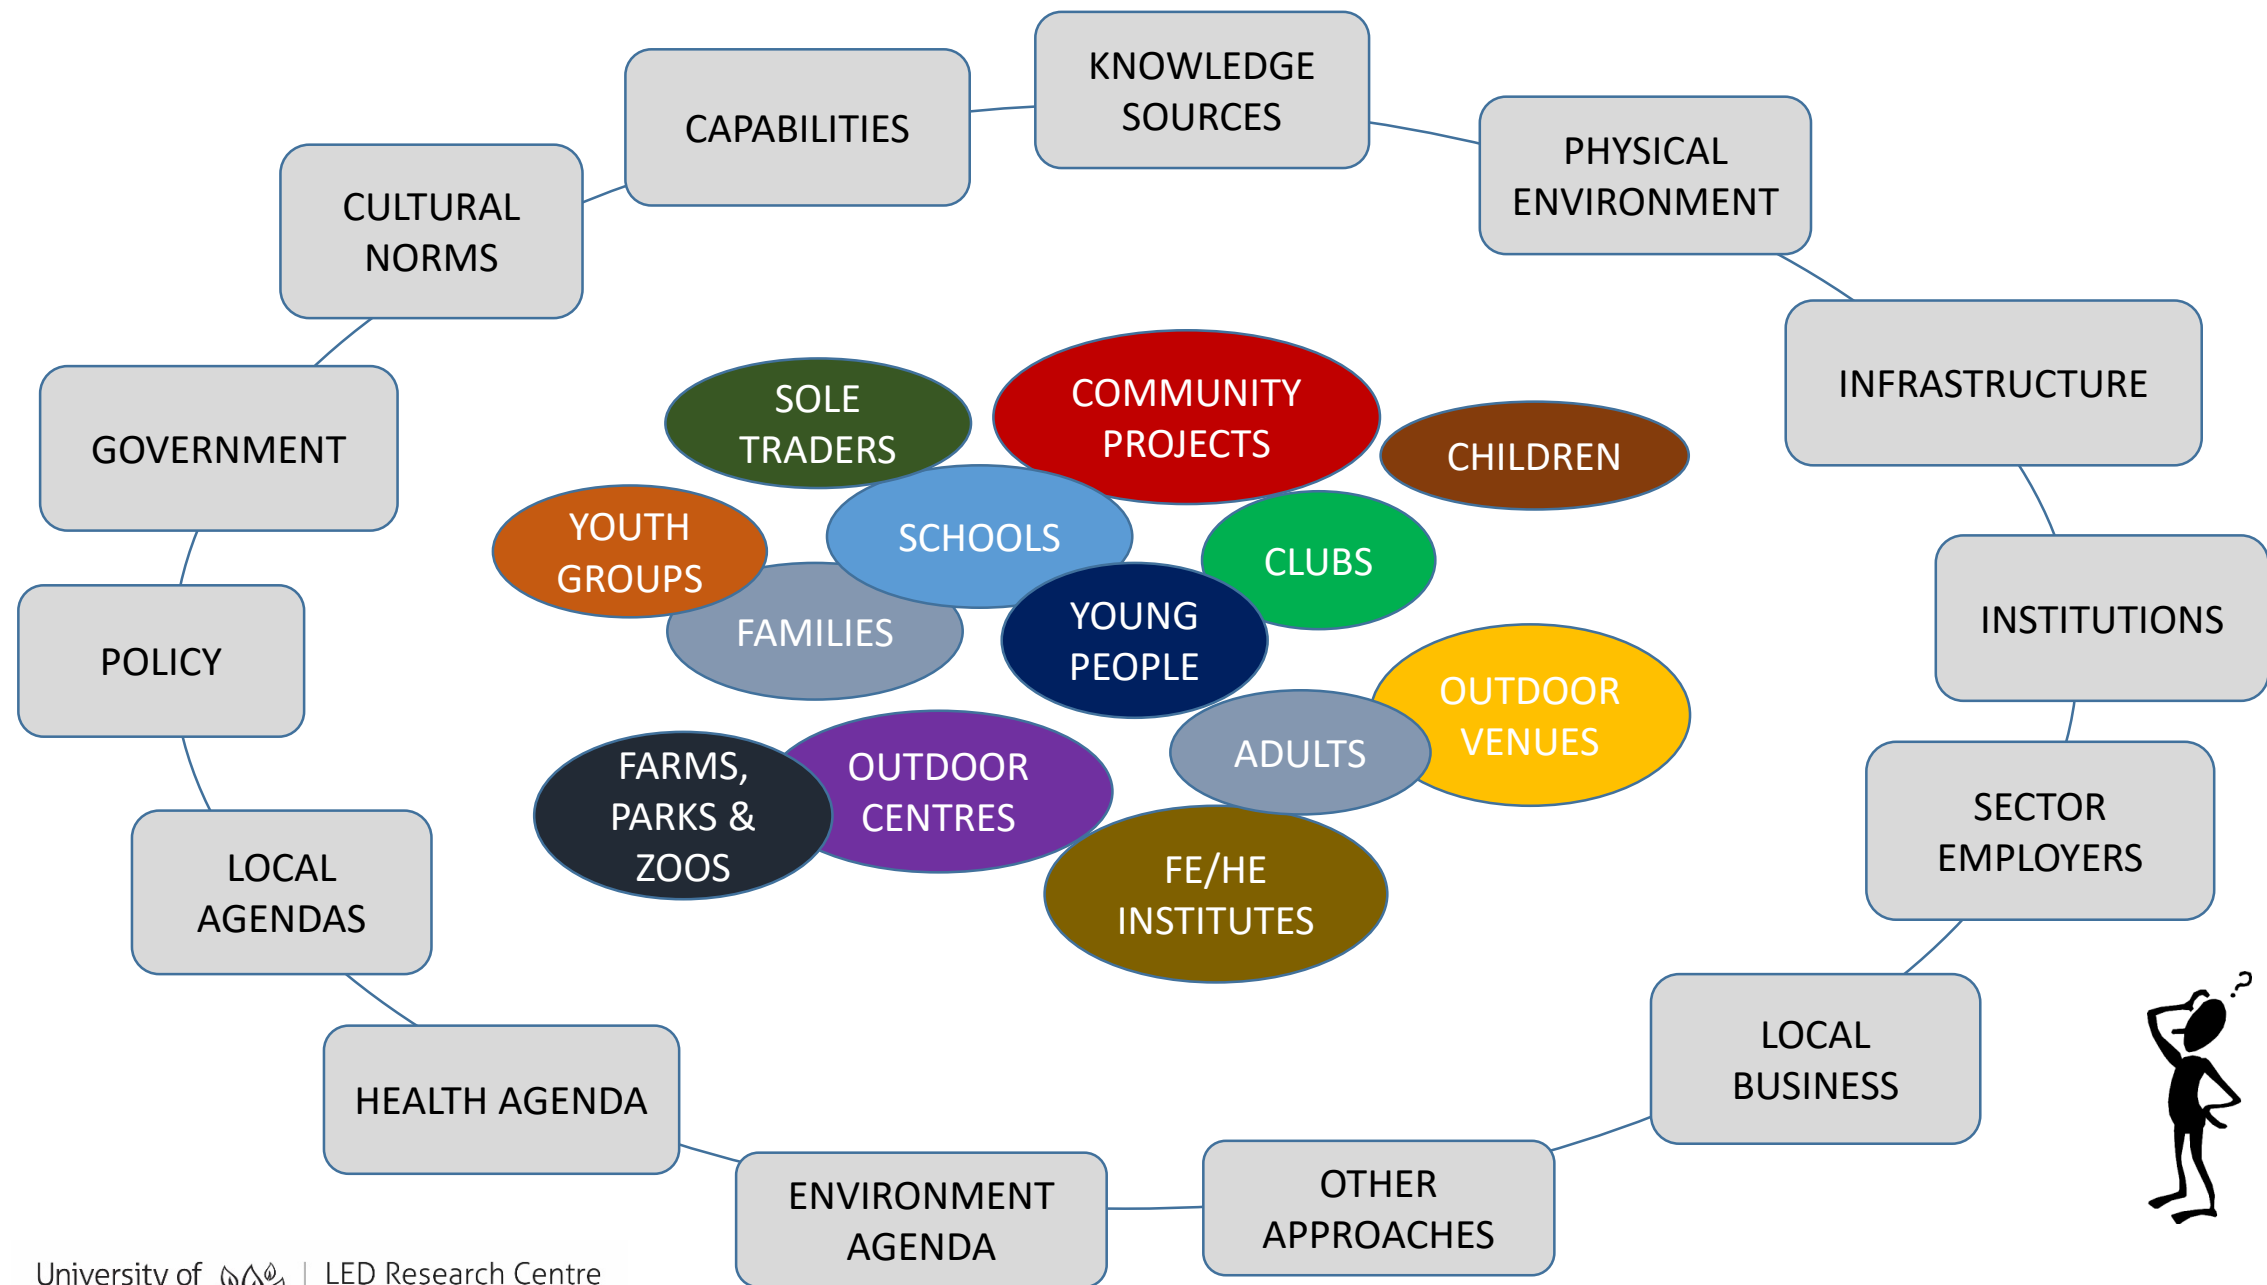 KNOWLEDGE
SOURCES
CAPABILITIES
PHYSICAL
ENVIRONMENT
CULTURAL
NORMS
INFRASTRUCTURE
GOVERNMENT
SOLE
TRADERS
COMMUNITY
PROJECTS
CHILDREN
YOUTH
GROUPS
SCHOOLS
CLUBS
FAMILIES
YOUNG
PEOPLE
INSTITUTIONS
POLICY
OUTDOOR
VENUES
ADULTS
FARMS,
PARKS &
ZOOS
OUTDOOR
CENTRES
SECTOR
EMPLOYERS
LOCAL
AGENDAS
FE/HE
INSTITUTES
?
LOCAL
BUSINESS
HEALTH AGENDA
OTHER
APPROACHES
ENVIRONMENT
AGENDA
University of | LED Research Centre